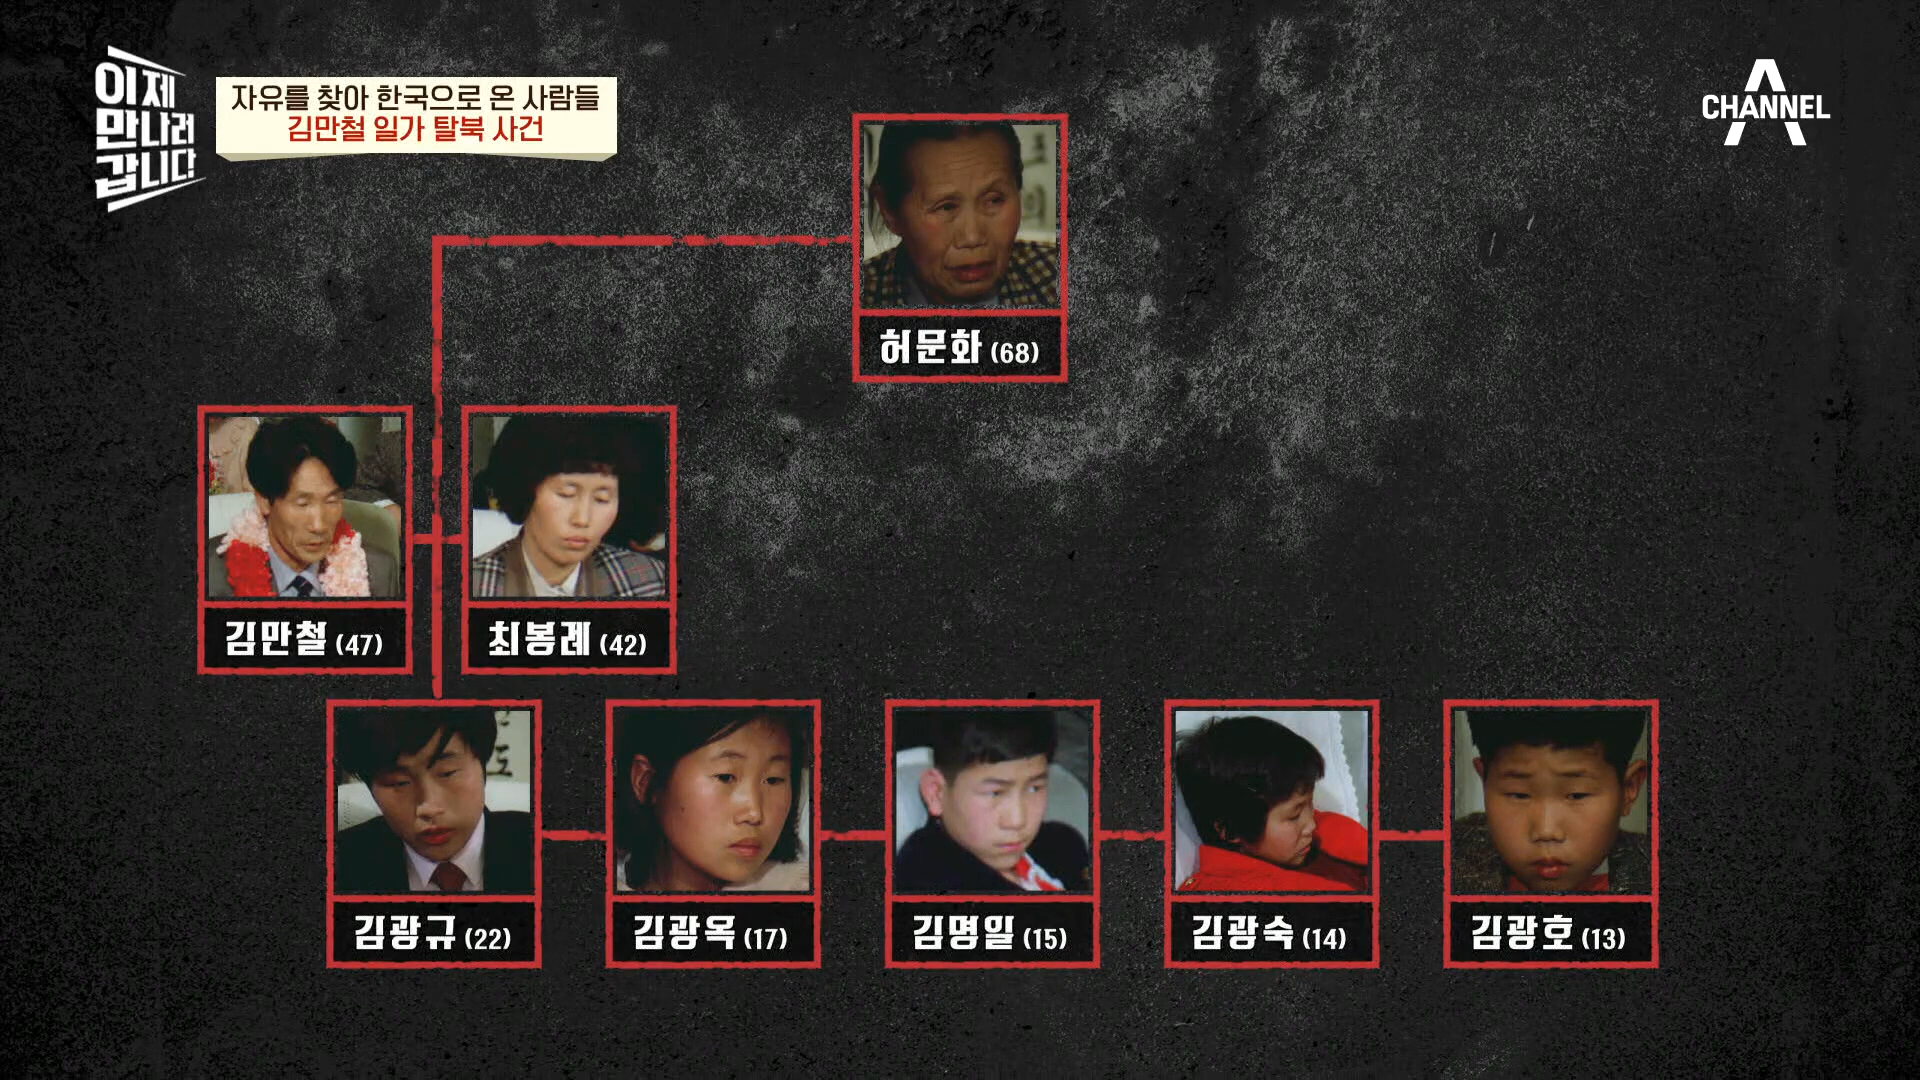 이제
만나러
갑니다
자유를 찾아 한국으로 온 사람들
김만철 일가 탈북 사건
CHANNEL A
허문화 (68)
김만철 (47)
최봉례 (42)
김광규 (22)
김광옥 (17)
김명일 (15)
김광숙 (14)
김광호 (13)